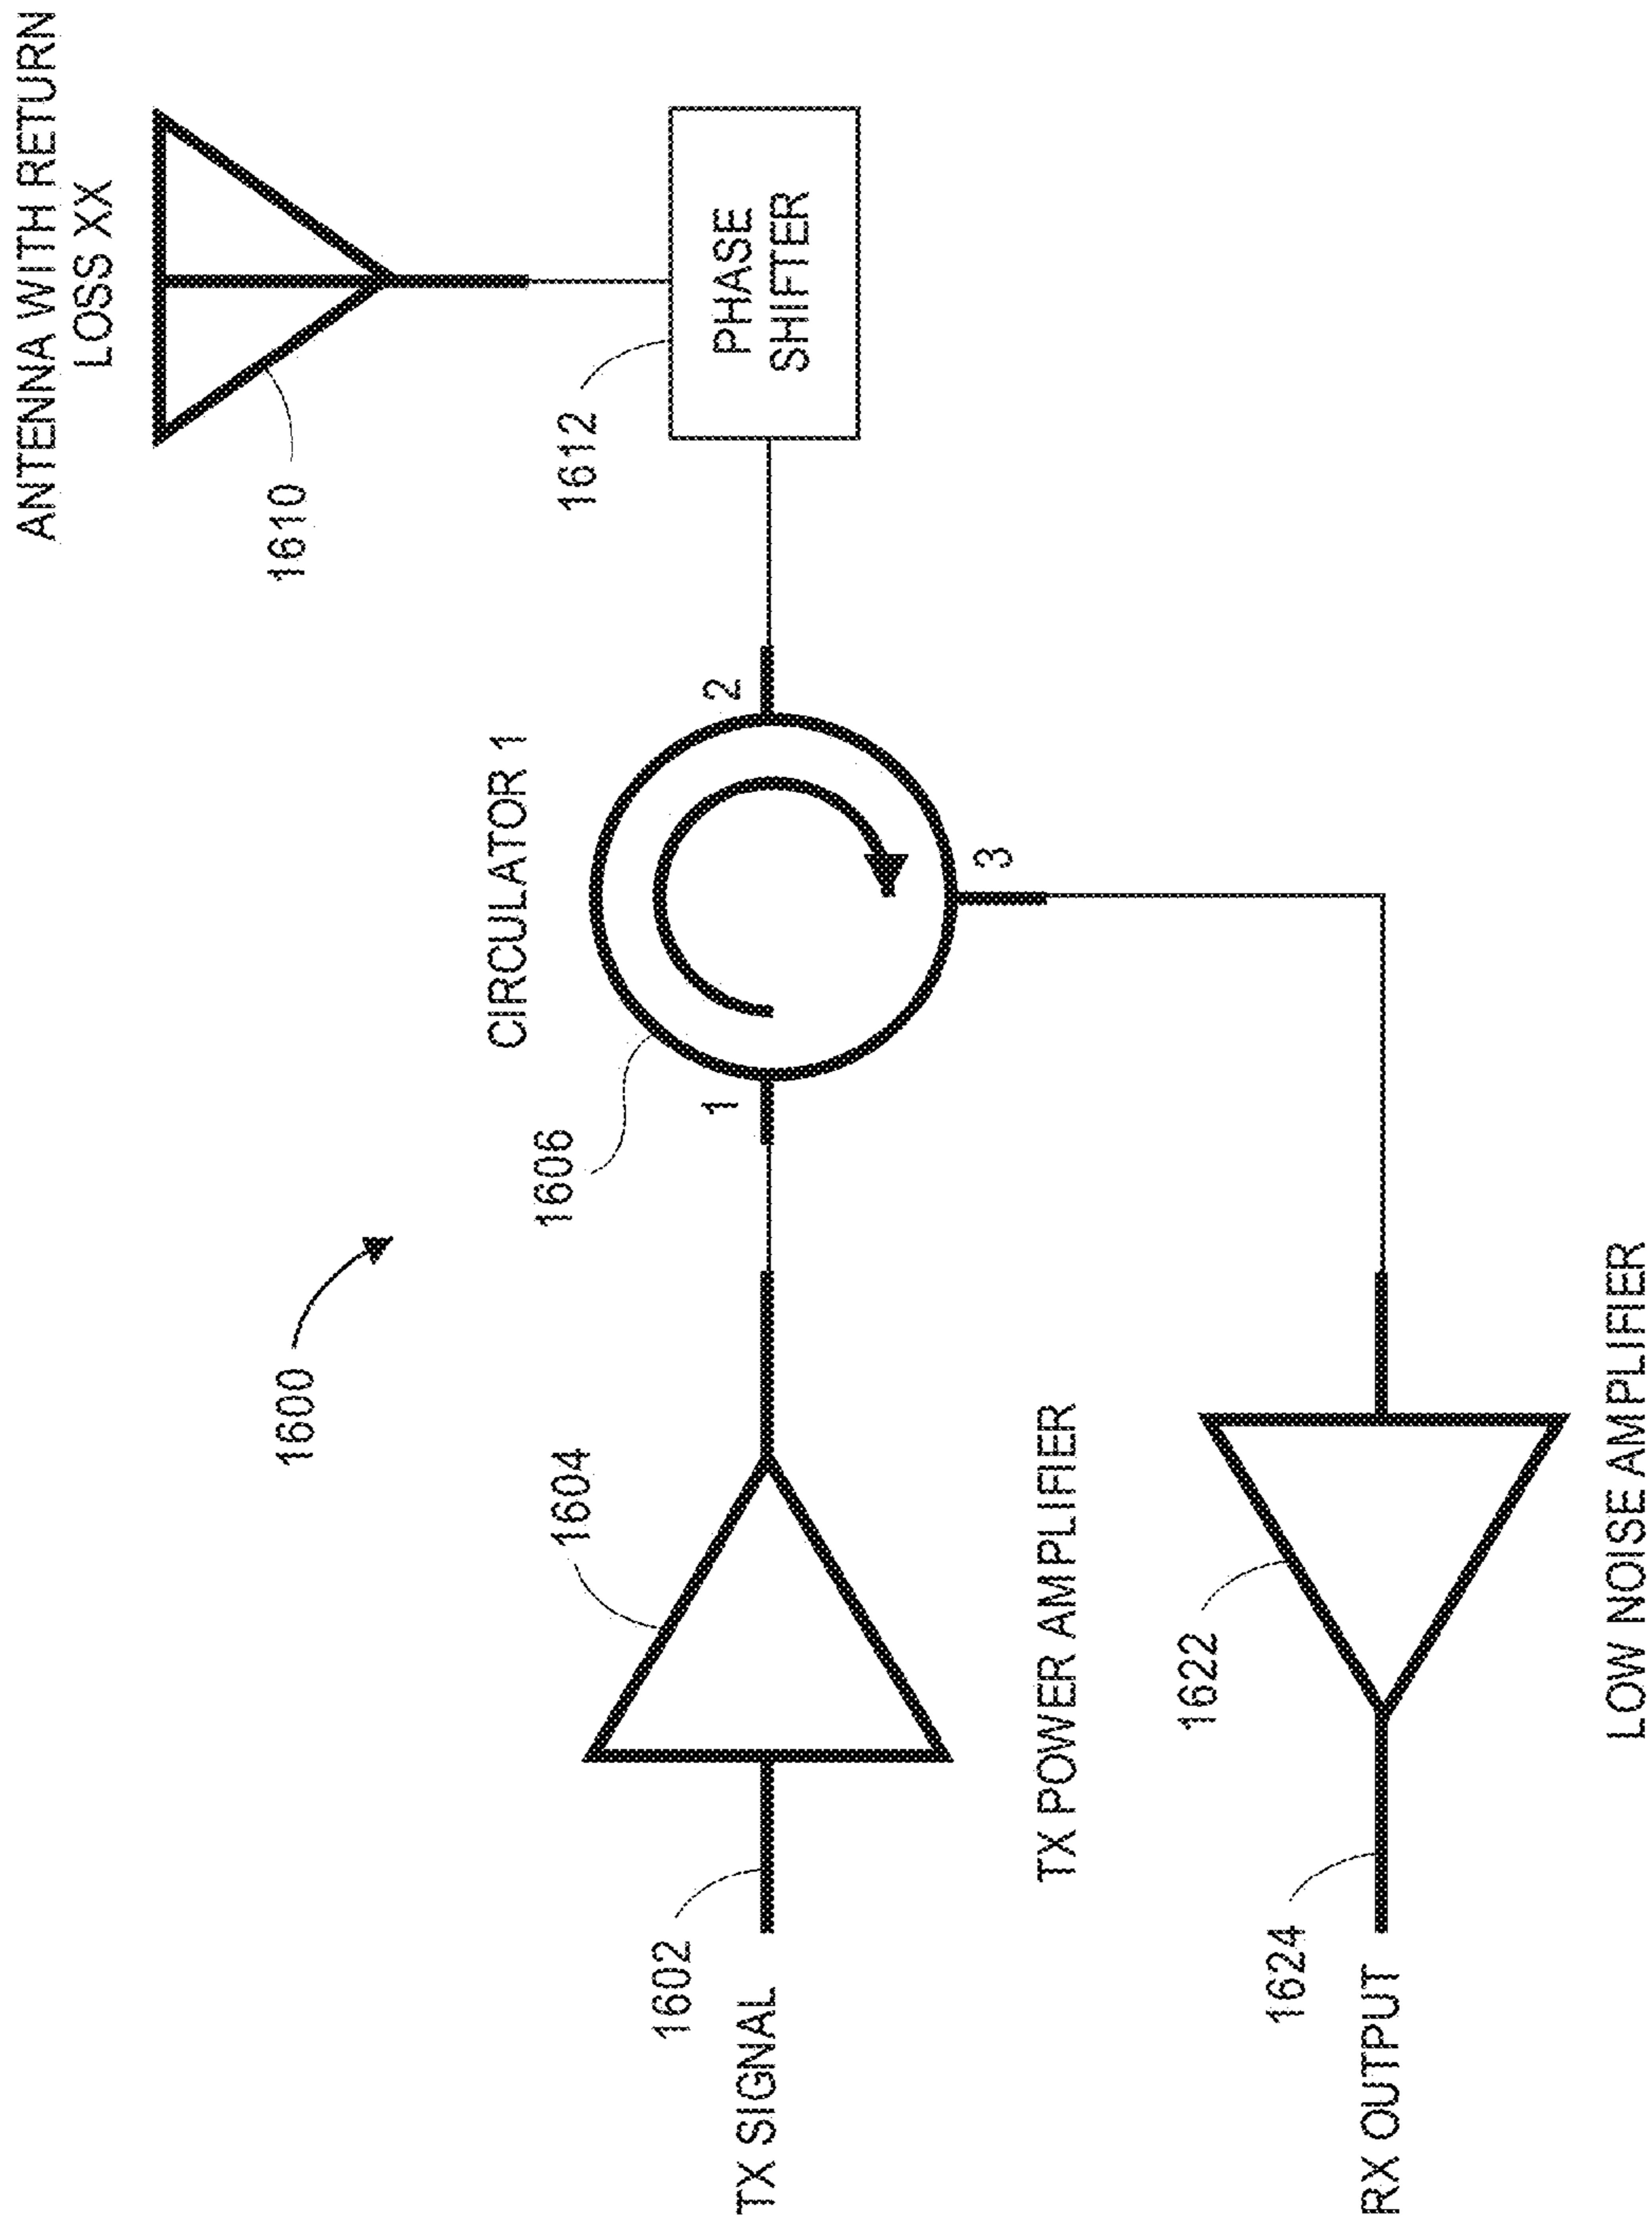 ANTENNA WITH RETURN
LOSS XX
1610
1612
PHASE
SHIFTER
CIRCULATOR 1
1606
1
2
3
1600
1604
TX POWER AMPLIFIER
1602
TX SIGNAL
1622
LOW NOISE AMPLIFIER
1624
RX OUTPUT